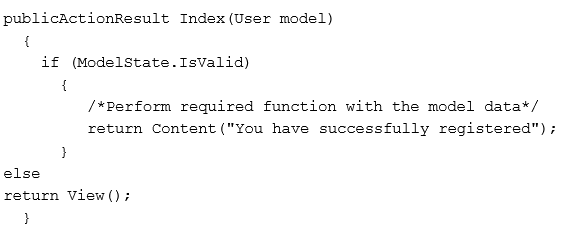 publicActionResult Index(User model)
{
if (ModelState.IsValid)
{
/*Perform required function with the model data*/
return Content("You have successfully registered");
}
else
return View();
}